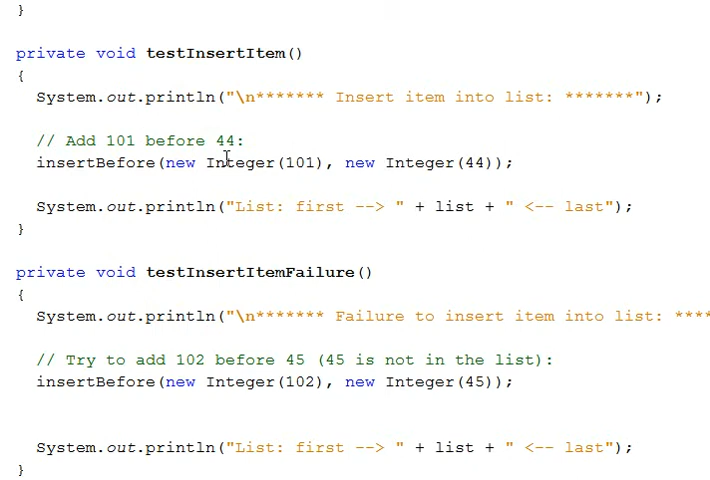 }
private void testInsertItem()
{
System.out.println("\n******* Insert item into list: *******");
// Add 101 before 44:
insertBefore(new Integer(101), new Integer(44));
System.out.println("List: first --> " + list + " <-- last");
}
private void testInsertItemFailure()
{
System.out.println("\n******* Failure to insert item into list: ****
// Try to add 102 before 45 (45 is not in the list):
insertBefore(new Integer(102), new Integer(45));
System.out.println("List: first --> " + list + " <-- last");
}